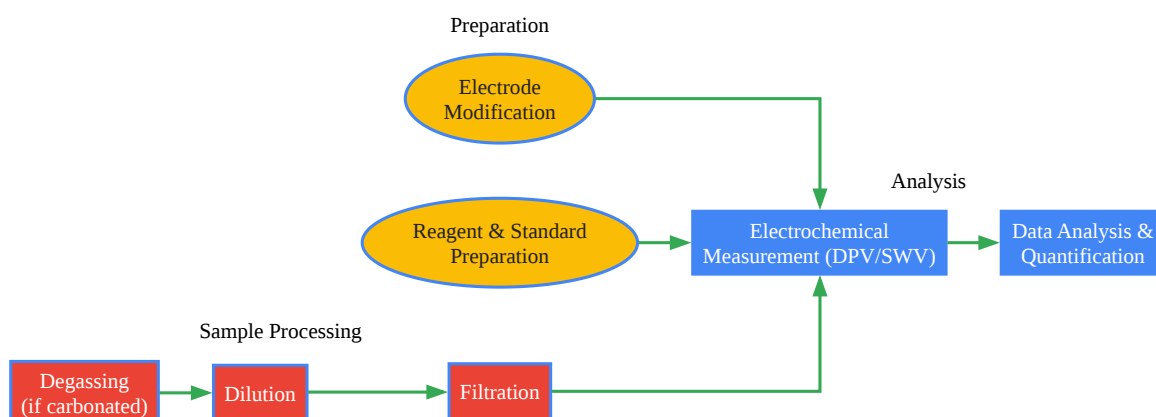 Preparation
Electrode
Modification
Analysis
Reagent & Standard
Preparation
Electrochemical
Measurement (DPV/SWV)
Data Analysis &
Quantification
Sample Processing
Degassing
(if carbonated)
Dilution
Filtration